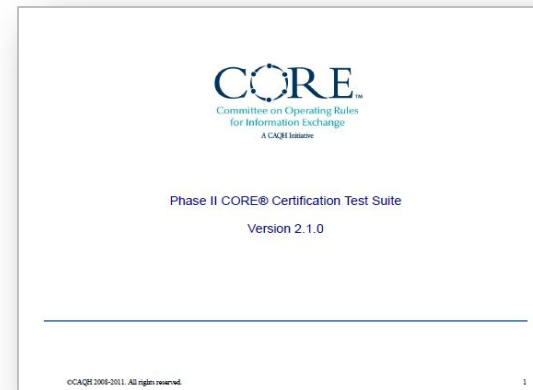 CORE™
Committee on Operating Rules
for Information Exchange
A CAQH Initiative
Phase II CORE® Certification Test Suite
Version 2.1.0
©CAQH 2008-2011. All rights reserved.
1